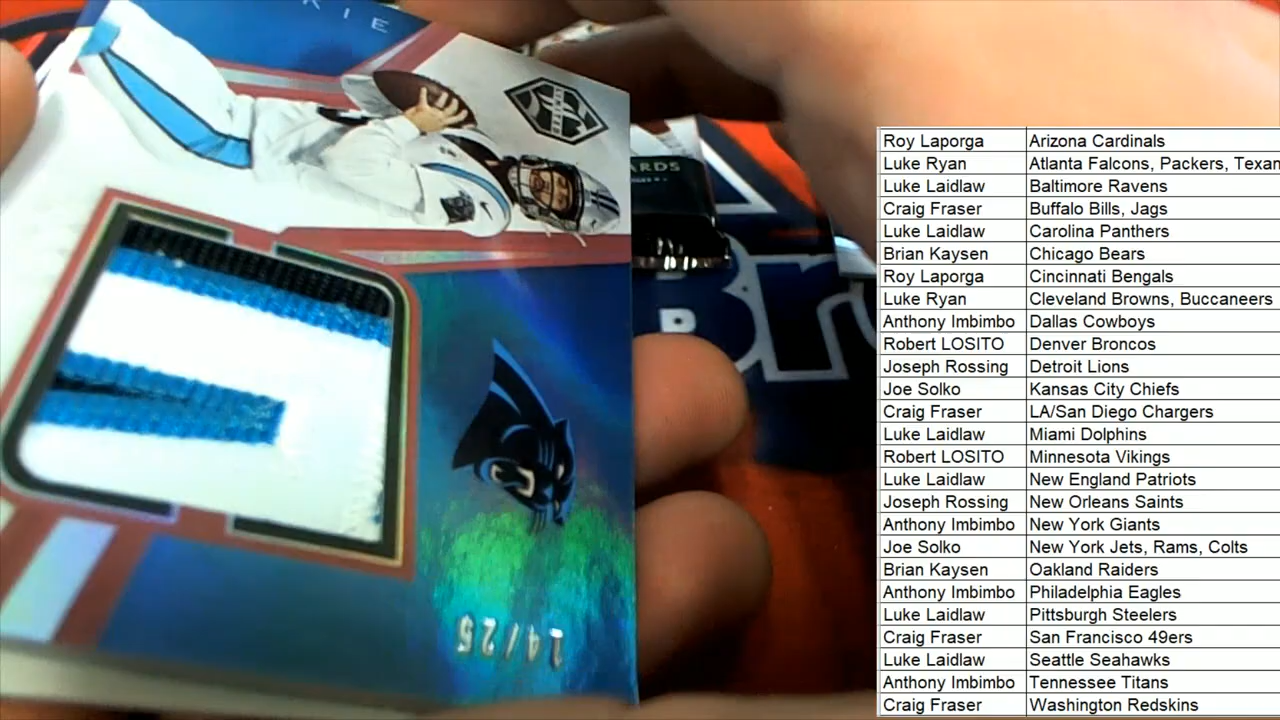 KIE
LIMITED
ARDS
Br
B
14/25
Roy Laporga Arizona Cardinals
Luke Ryan Atlanta Falcons, Packers, Texan
Luke Laidlaw Baltimore Ravens
Craig Fraser Buffalo Bills, Jags
Luke Laidlaw Carolina Panthers
Brian Kaysen Chicago Bears
Roy Laporga Cincinnati Bengals
Luke Ryan Cleveland Browns, Buccaneers
Anthony Imbimbo Dallas Cowboys
Robert LOSITO Denver Broncos
Joseph Rossing Detroit Lions
Joe Solko Kansas City Chiefs
Craig Fraser LA/San Diego Chargers
Luke Laidlaw Miami Dolphins
Robert LOSITO Minnesota Vikings
Luke Laidlaw New England Patriots
Joseph Rossing New Orleans Saints
Anthony Imbimbo New York Giants
Joe Solko New York Jets, Rams, Colts
Brian Kaysen Oakland Raiders
Anthony Imbimbo Philadelphia Eagles
Luke Laidlaw Pittsburgh Steelers
Craig Fraser San Francisco 49ers
Luke Laidlaw Seattle Seahawks
Anthony Imbimbo Tennessee Titans
Craig Fraser Washington Redskins